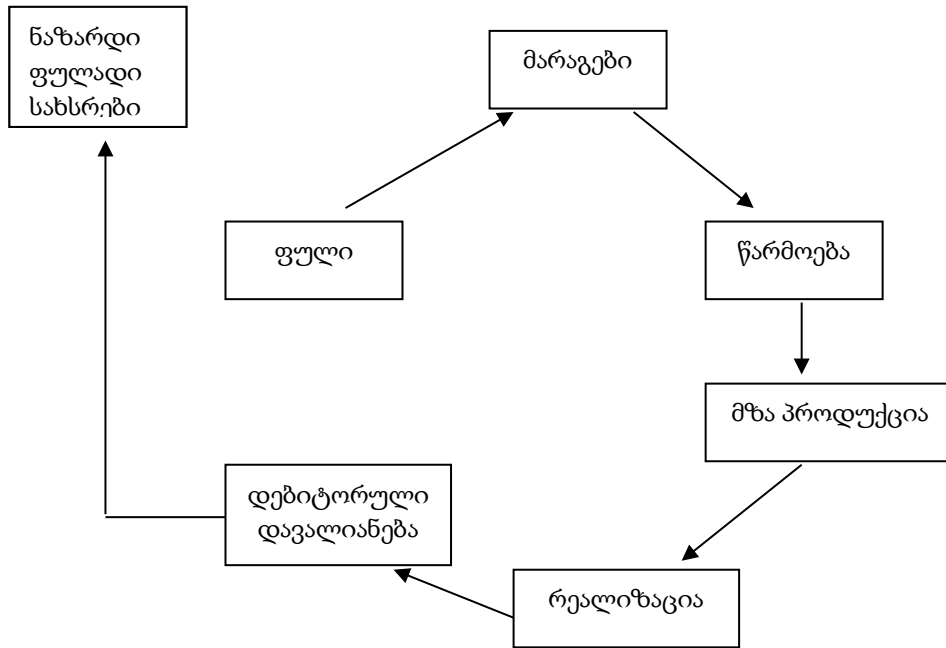 ნაზარდი
ფულადი
სახსრები
მარაგები
ფული
წარმოება
მზა პროდუქცია
დებიტორული
დავალიანება
რეალიზაცია